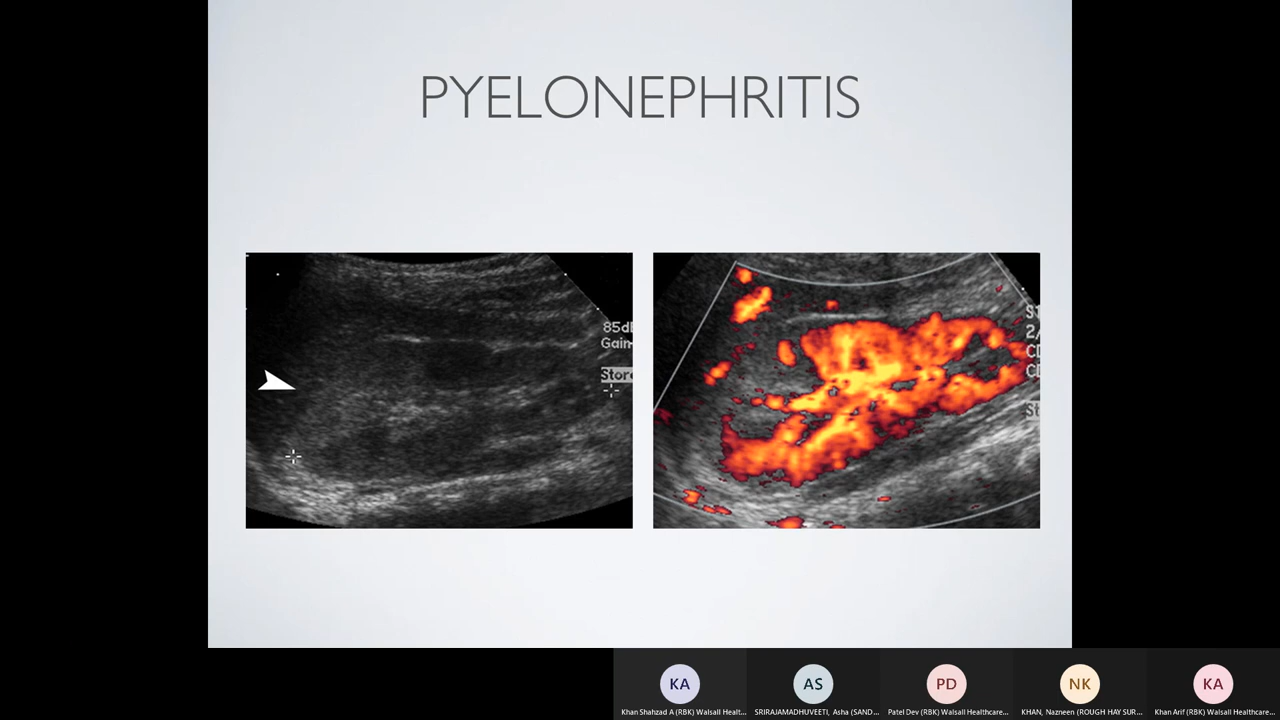 PYELONEPHRITIS
85dB
Gain
Store
2/
KA
AS
PD
NK
KA
Khan Shahzad A (RBK) Walsall Healt...
SRIRAJAMADHUVEETI, Asha (SAND...
Patel Dev (RBK) Walsall Healthcare...
KHAN, Nazneen (ROUGH HAY SUR...
Khan Arif (RBK) Walsall Healthcare...